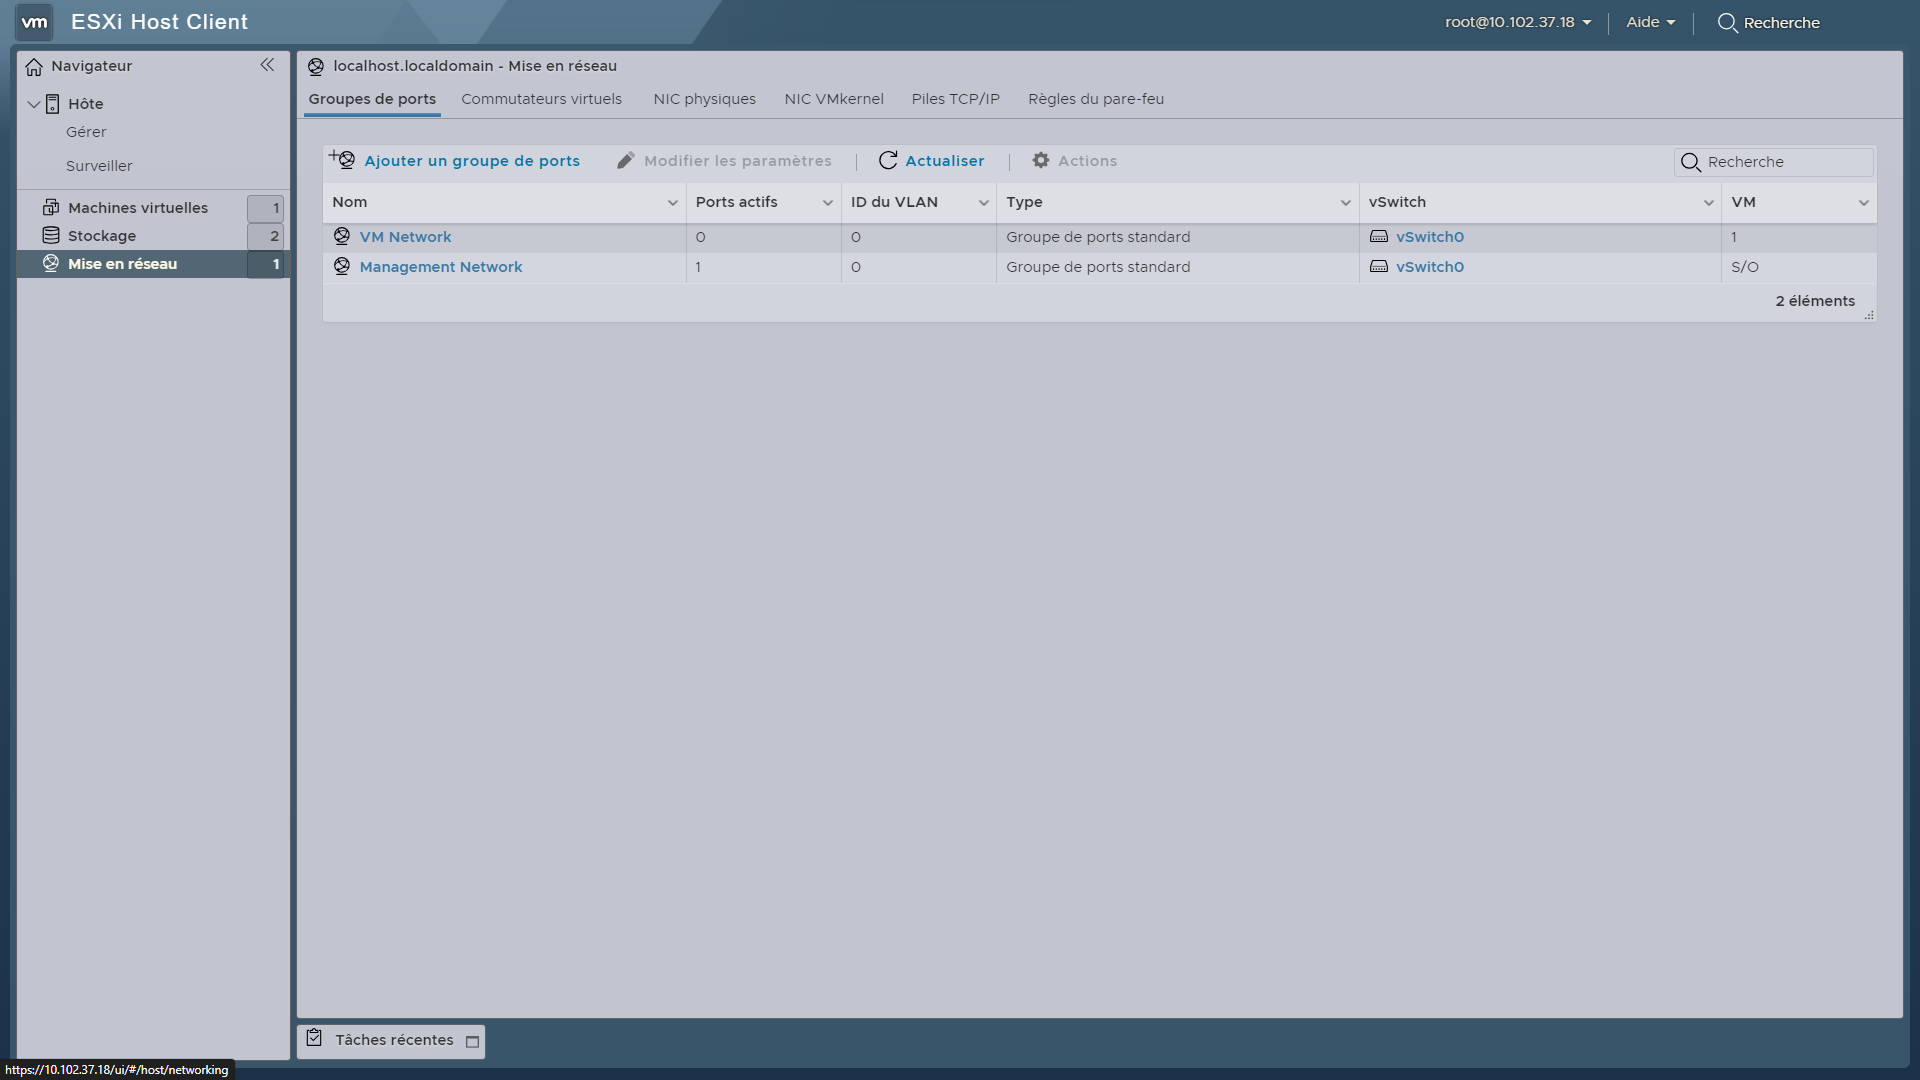 vm ESXi Host Client root@10.102.37.18 Aide Recherche
Navigateur
Hôte
Gérer
Surveiller
Machines virtuelles 1
Stockage 2
Mise en réseau 1
localhost.localdomain - Mise en réseau
Groupes de ports Commutateurs virtuels NIC physiques NIC VMkernel Piles TCP/IP Règles du pare-feu
Ajouter un groupe de ports Modifier les paramètres Actualiser Actions Recherche
Nom Ports actifs ID du VLAN Type vSwitch VM
VM Network 0 0 Groupe de ports standard vSwitch0 1
Management Network 1 0 Groupe de ports standard vSwitch0 S/O
2 éléments
Tâches récentes
https://10.102.37.18/ui/#/host/networking